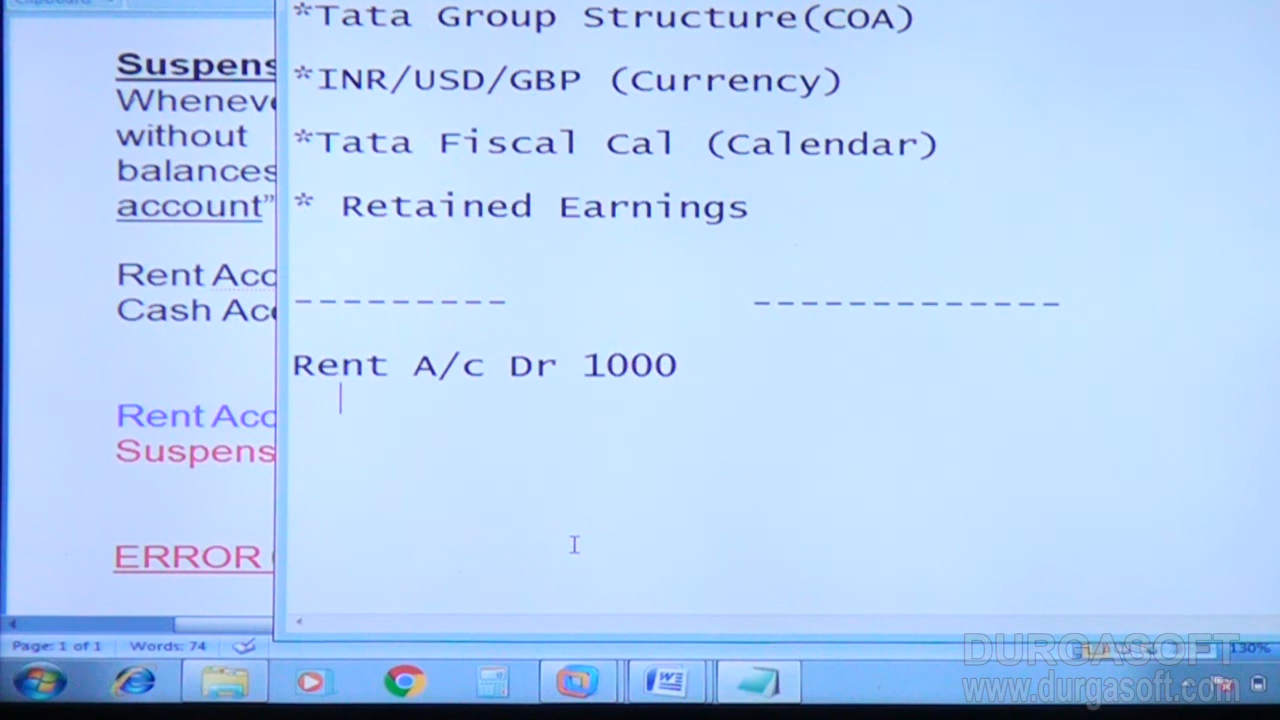 *Tata Group Structure(COA)
*INR/USD/GBP (Currency)
*Tata Fiscal Cal (Calendar)
* Retained Earnings
--------- -------------
Rent A/c Dr 1000
Suspens
Wheneve
without
balances
account”
Rent Acc
Cash Acc
Rent Acc
Suspens
ERROR
Page: 1 of 1
Words: 74
130%
DURGASOFT
www.durgasoft.com